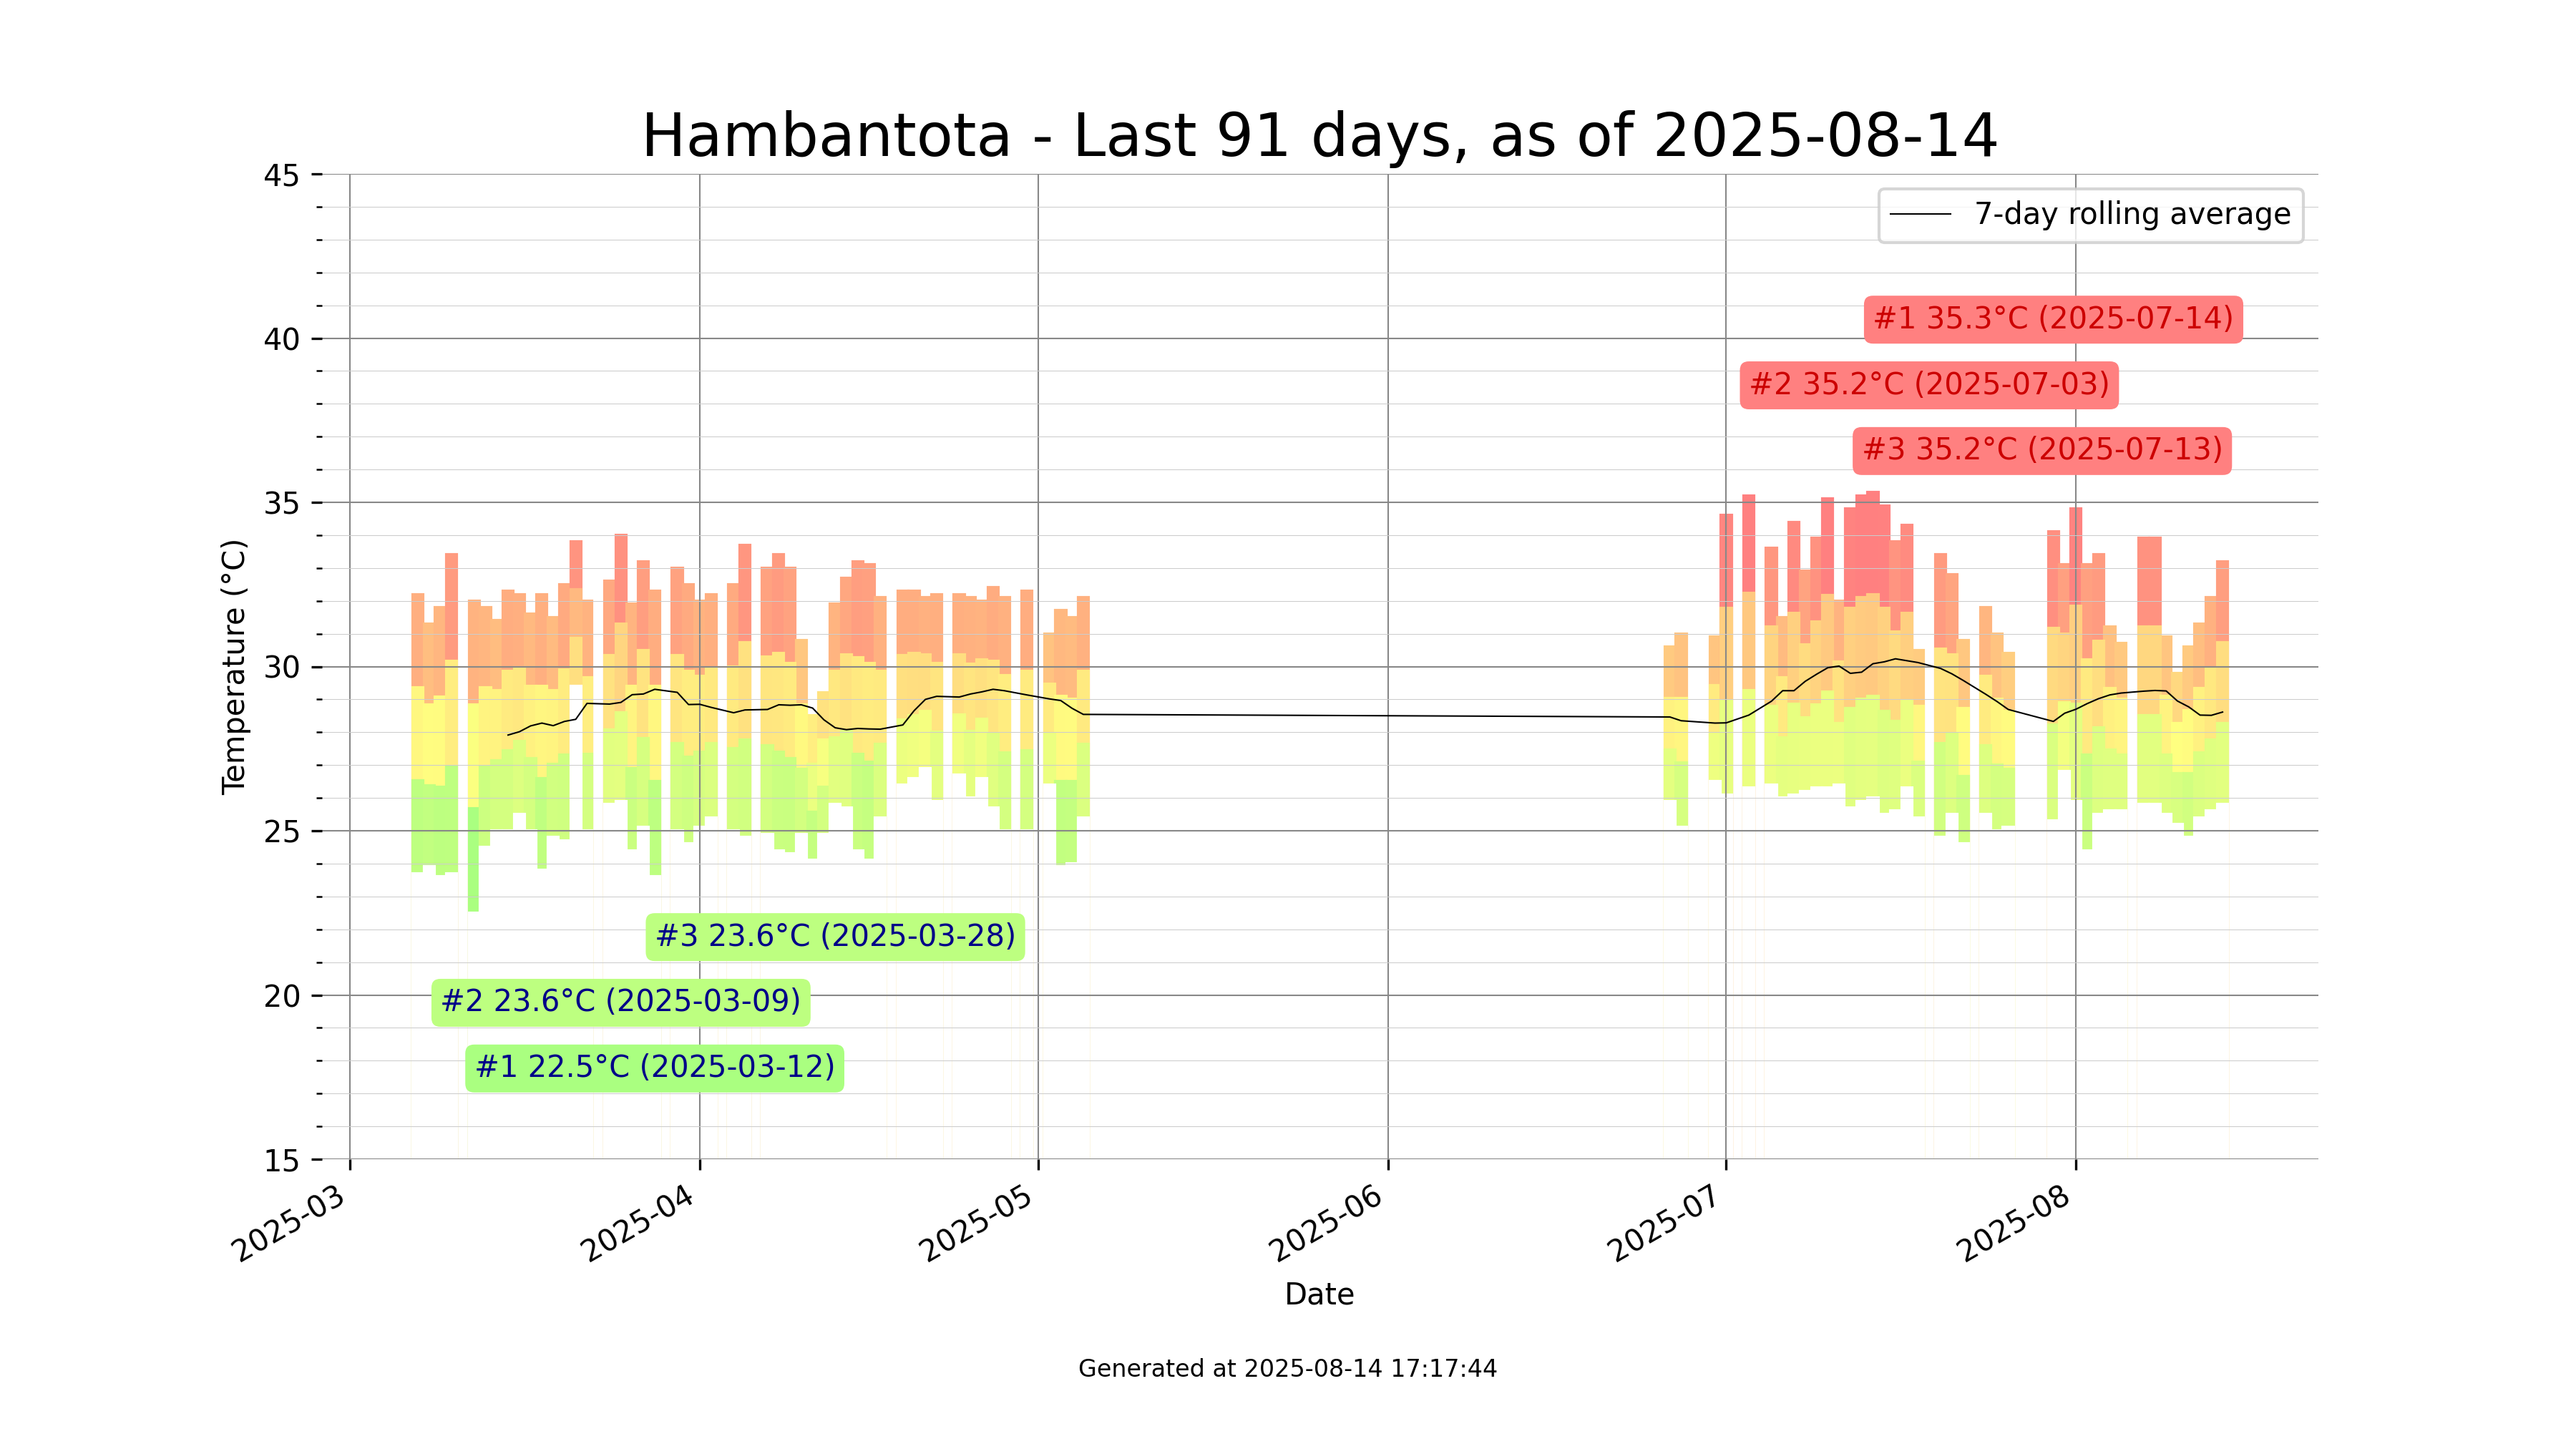 Hambantota - Last 91 days, as of 2025-08-14
45
7-day rolling average
#1 35.3°C (2025-07-14)
40
#2 35.2°C (2025-07-03)
#3 35.2°C (2025-07-13)
35
30
Temperature (°C)
25
#3 23.6°C (2025-03-28)
20
#2 23.6°C (2025-03-09)
#1 22.5°C (2025-03-12)
15
2025-03
2025-04
2025-05
2025-06
2025-07
2025-08
Date
Generated at 2025-08-14 17:17:44